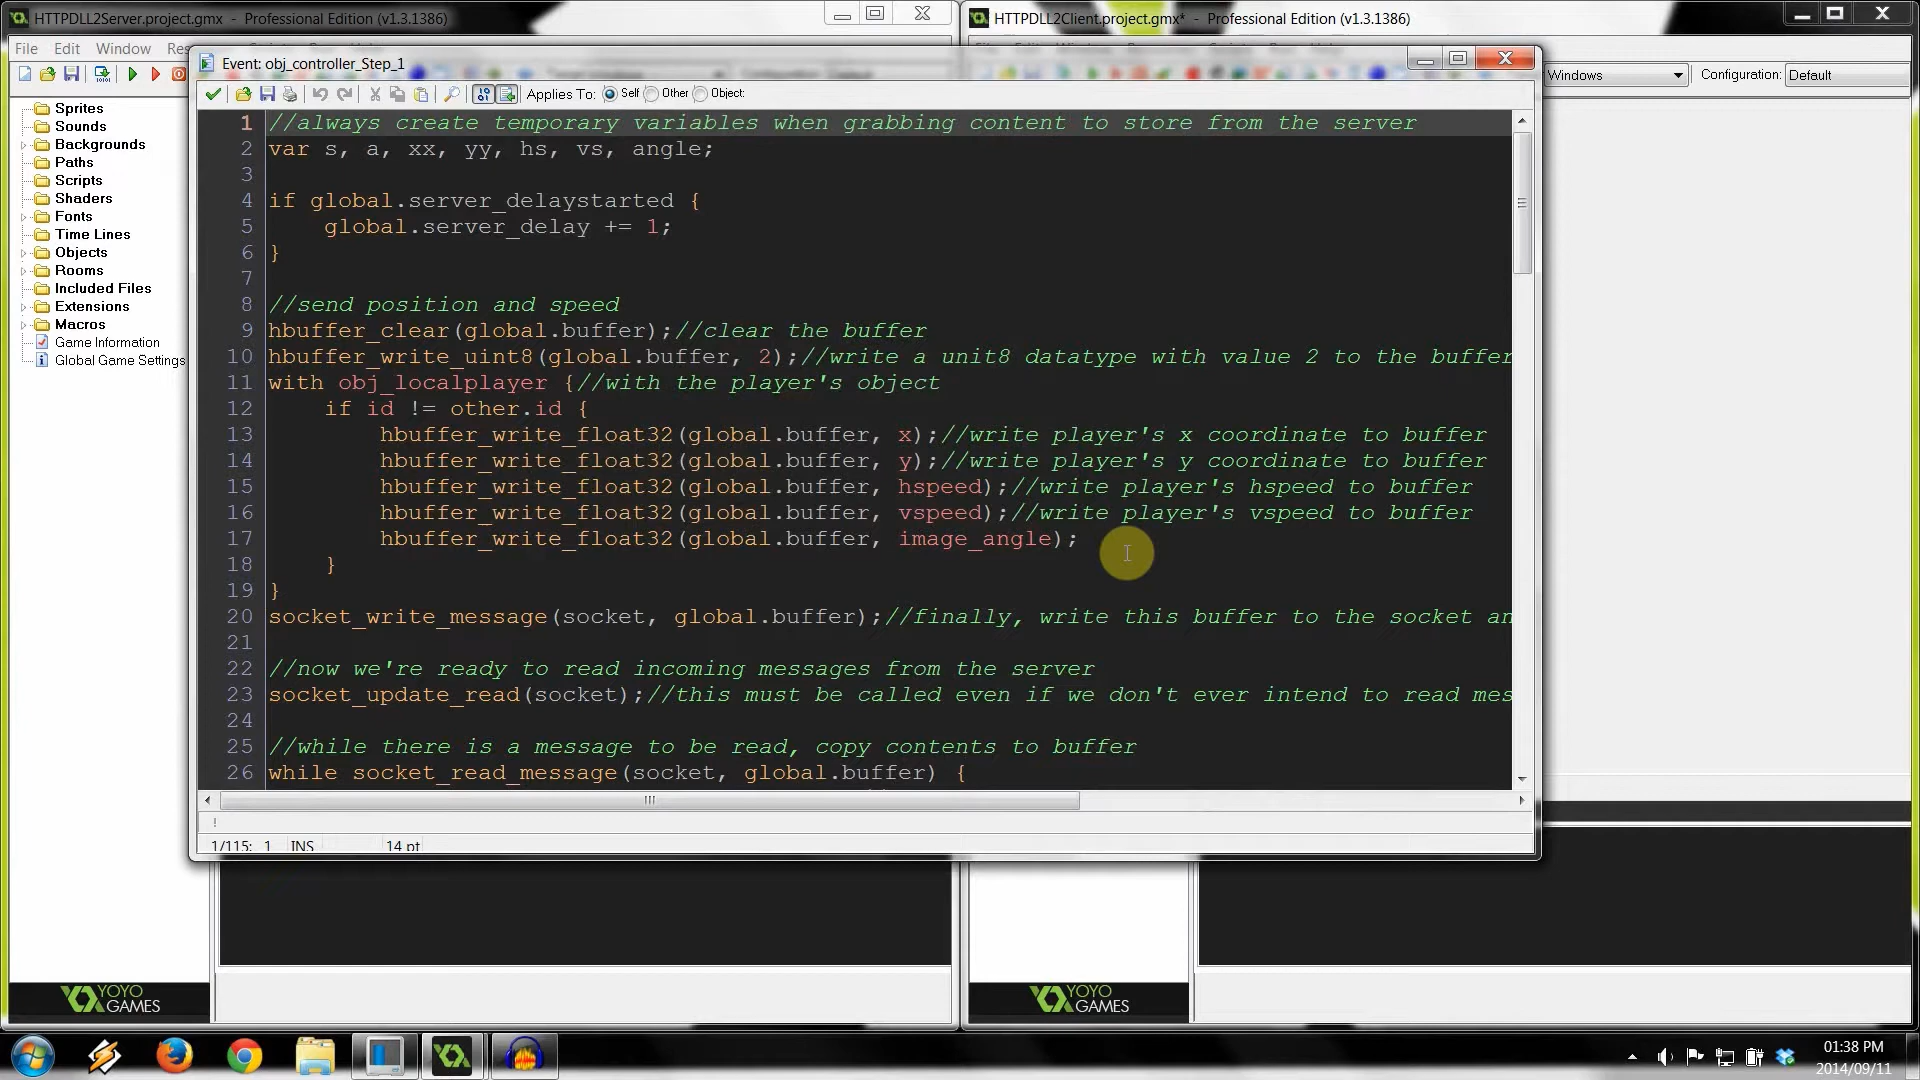 HTTPDLL2Server.project.gmx - Professional Edition (v1.3.1386)
HTTPDLL2Client.project.gmx* - Professional Edition (v1.3.1386)
File Edit Window
Event: obj_controller_Step_1
Windows
Configuration: Default
Applies To: Self Other Object:
Sprites
Sounds
Backgrounds
Paths
Scripts
Shaders
Fonts
Time Lines
Objects
Rooms
Included Files
Extensions
Macros
Game Information
Global Game Settings
1 //always create temporary variables when grabbing content to store from the server
2 var s, a, xx, yy, hs, vs, angle;
3
4 if global.server_delaystarted {
5 global.server_delay += 1;
6 }
7
8 //send position and speed
9 hbuffer_clear(global.buffer);//clear the buffer
10 hbuffer_write_uint8(global.buffer, 2);//write a unit8 datatype with value 2 to the buffer
11 with obj_localplayer {//with the player's object
12 if id != other.id {
13 hbuffer_write_float32(global.buffer, x);//write player's x coordinate to buffer
14 hbuffer_write_float32(global.buffer, y);//write player's y coordinate to buffer
15 hbuffer_write_float32(global.buffer, hspeed);//write player's hspeed to buffer
16 hbuffer_write_float32(global.buffer, vspeed);//write player's vspeed to buffer
17 hbuffer_write_float32(global.buffer, image_angle);
18 }
19 }
20 socket_write_message(socket, global.buffer);//finally, write this buffer to the socket an
21
22 //now we're ready to read incoming messages from the server
23 socket_update_read(socket);//this must be called even if we don't ever intend to read mes
24
25 //while there is a message to be read, copy contents to buffer
26 while socket_read_message(socket, global.buffer) {
1/115: 1 INS 14 pt
YOYO GAMES
YOYO GAMES
01:38 PM
2014/09/11